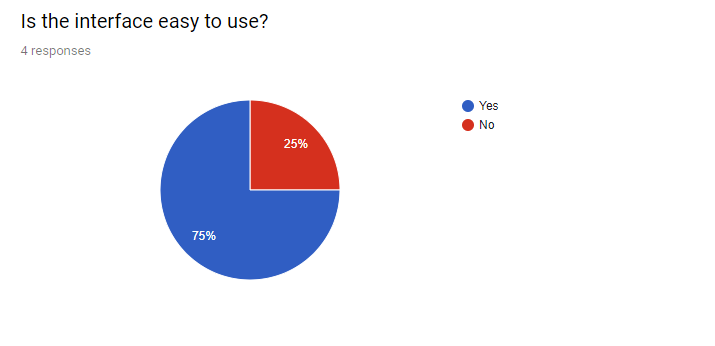 Is the interface easy to use?
4 responses
Yes
No
25%
75%